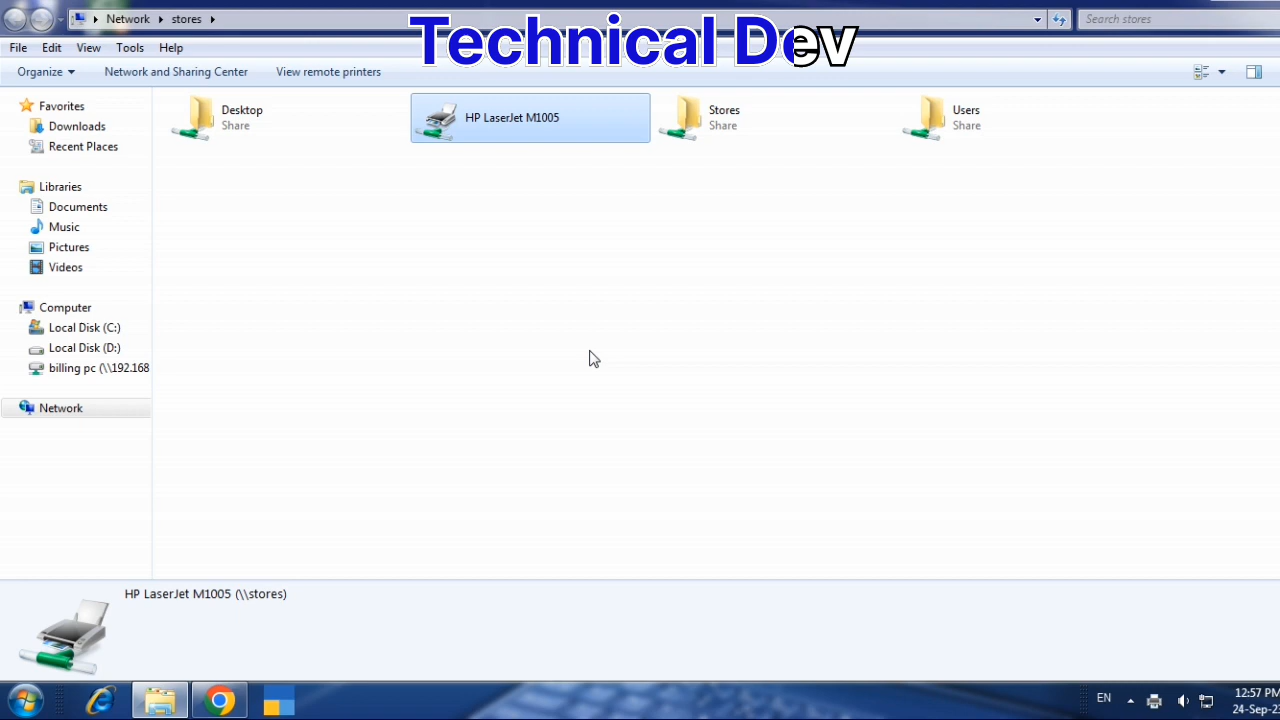 Network
stores
Search stores
Technical Dev
File Edit View Tools Help
Organize Network and Sharing Center View remote printers
Favorites
Downloads
Recent Places
Libraries
Documents
Music
Pictures
Videos
Computer
Local Disk (C:)
Local Disk (D:)
billing pc (\\192.168
Network
Desktop
Share
HP LaserJet M1005
Stores
Share
Users
Share
HP LaserJet M1005 (\\stores)
EN
12:57 PM
24-Sep-23